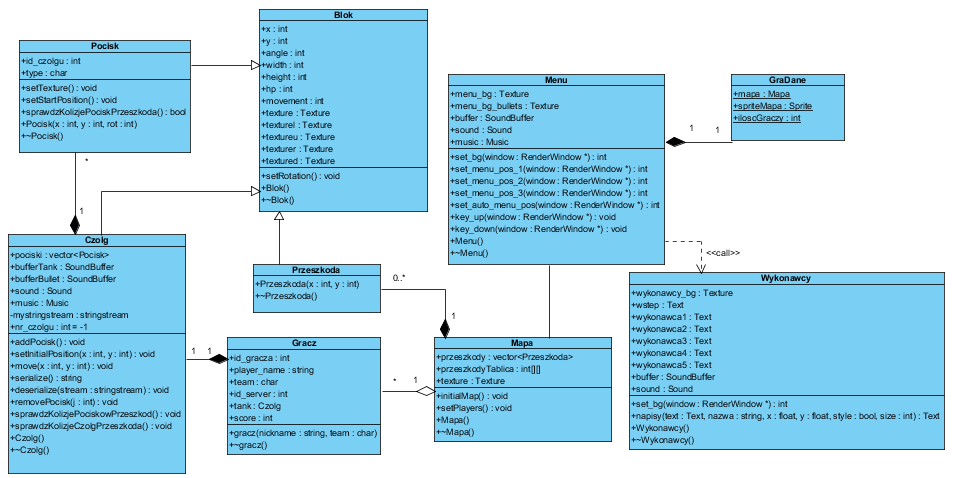 Pocisk
+id_czolgu : int
+type : char
+setTexture() : void
+setStartPosition() : void
+sprawdzKolizjePociskPrzeszkoda() : bool
+Pocisk(x : int, y : int, rot : int)
+~Pocisk()
Blok
+x : int
+y : int
+angle : int
+width : int
+height : int
+hp : int
+movement : int
+texture : Texture
+texturel : Texture
+textureu : Texture
+texturer : Texture
+textured : Texture
+setRotation() : void
+Blok()
+~Blok()
Menu
+menu_bg : Texture
+menu_bg_bullets : Texture
+buffer : SoundBuffer
+sound : Sound
+music : Music
+set_bg(window : RenderWindow *) : int
+set_menu_pos_1(window : RenderWindow *) : int
+set_menu_pos_2(window : RenderWindow *) : int
+set_menu_pos_3(window : RenderWindow *) : int
+set_auto_menu_pos(window : RenderWindow *) : int
+key_up(window : RenderWindow *) : void
+key_down(window : RenderWindow *) : void
+Menu()
+~Menu()
GraDane
+mapa : Mapa
+spriteMapa : Sprite
+iloscGraczy : int
1
1
*
1
<<call>>
Czolg
+pociski : vector<Pocisk>
+bufferTank : SoundBuffer
+bufferBullet : SoundBuffer
+sound : Sound
+music : Music
-mystringstream : stringstream
+nr_czolgu : int = -1
+addPocisk() : void
+setInitialPosition(x : int, y : int) : void
+move(x : int, y : int) : void
+serialize() : string
+deserialize(stream : stringstream) : void
+removePocisk(j : int) : void
+sprawdzKolizjePociskowPrzeszkod() : void
+sprawdzKolizjeCzolgPrzeszkoda() : void
+Czolg()
+~Czolg()
Przeszkoda
+Przeszkoda(x : int, y : int)
+~Przeszkoda()
0..*
1
1
1
Gracz
+id_gracza : int
+player_name : string
+team : char
+id_server : int
+tank : Czolg
+score : int
+gracz(nickname : string, team : char)
+~gracz()
*
1
Mapa
+przeszkody : vector<Przeszkoda>
+przeszkodyTablica : int[][]
+texture : Texture
+initialMap() : void
+setPlayers() : void
+Mapa()
+~Mapa()
Wykonawcy
+wykonawcy_bg : Texture
+wstep : Text
+wykonawca1 : Text
+wykonawca2 : Text
+wykonawca3 : Text
+wykonawca4 : Text
+wykonawca5 : Text
+buffer : SoundBuffer
+sound : Sound
+set_bg(window : RenderWindow *) : int
+napisy(text : Text, nazwa : string, x : float, y : float, style : bool, size : int) : Text
+Wykonawcy()
+~Wykonawcy()